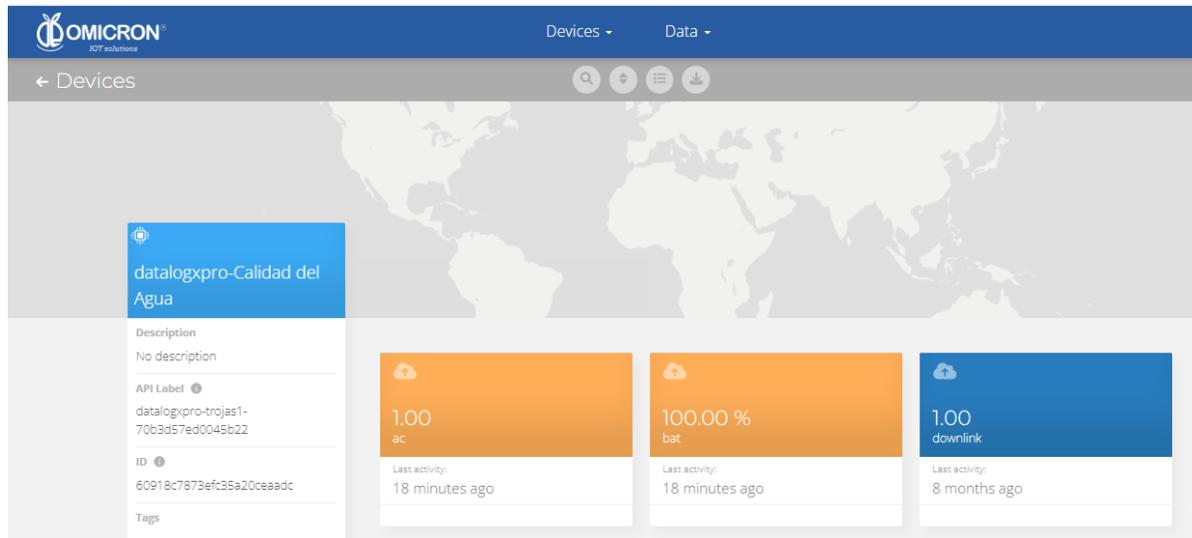 OMICRON®
IOT solutions
Devices
Data
← Devices
datalogxpro-Calidad del
Agua
Description
No description
API Label
datalogxpro-trojas1-
70b3d57ed0045b22
ID
60918c7873efc35a20ceaadc
Tags
1.00
ac
Last activity:
18 minutes ago
100.00 %
bat
Last activity:
18 minutes ago
1.00
downlink
Last activity:
8 months ago